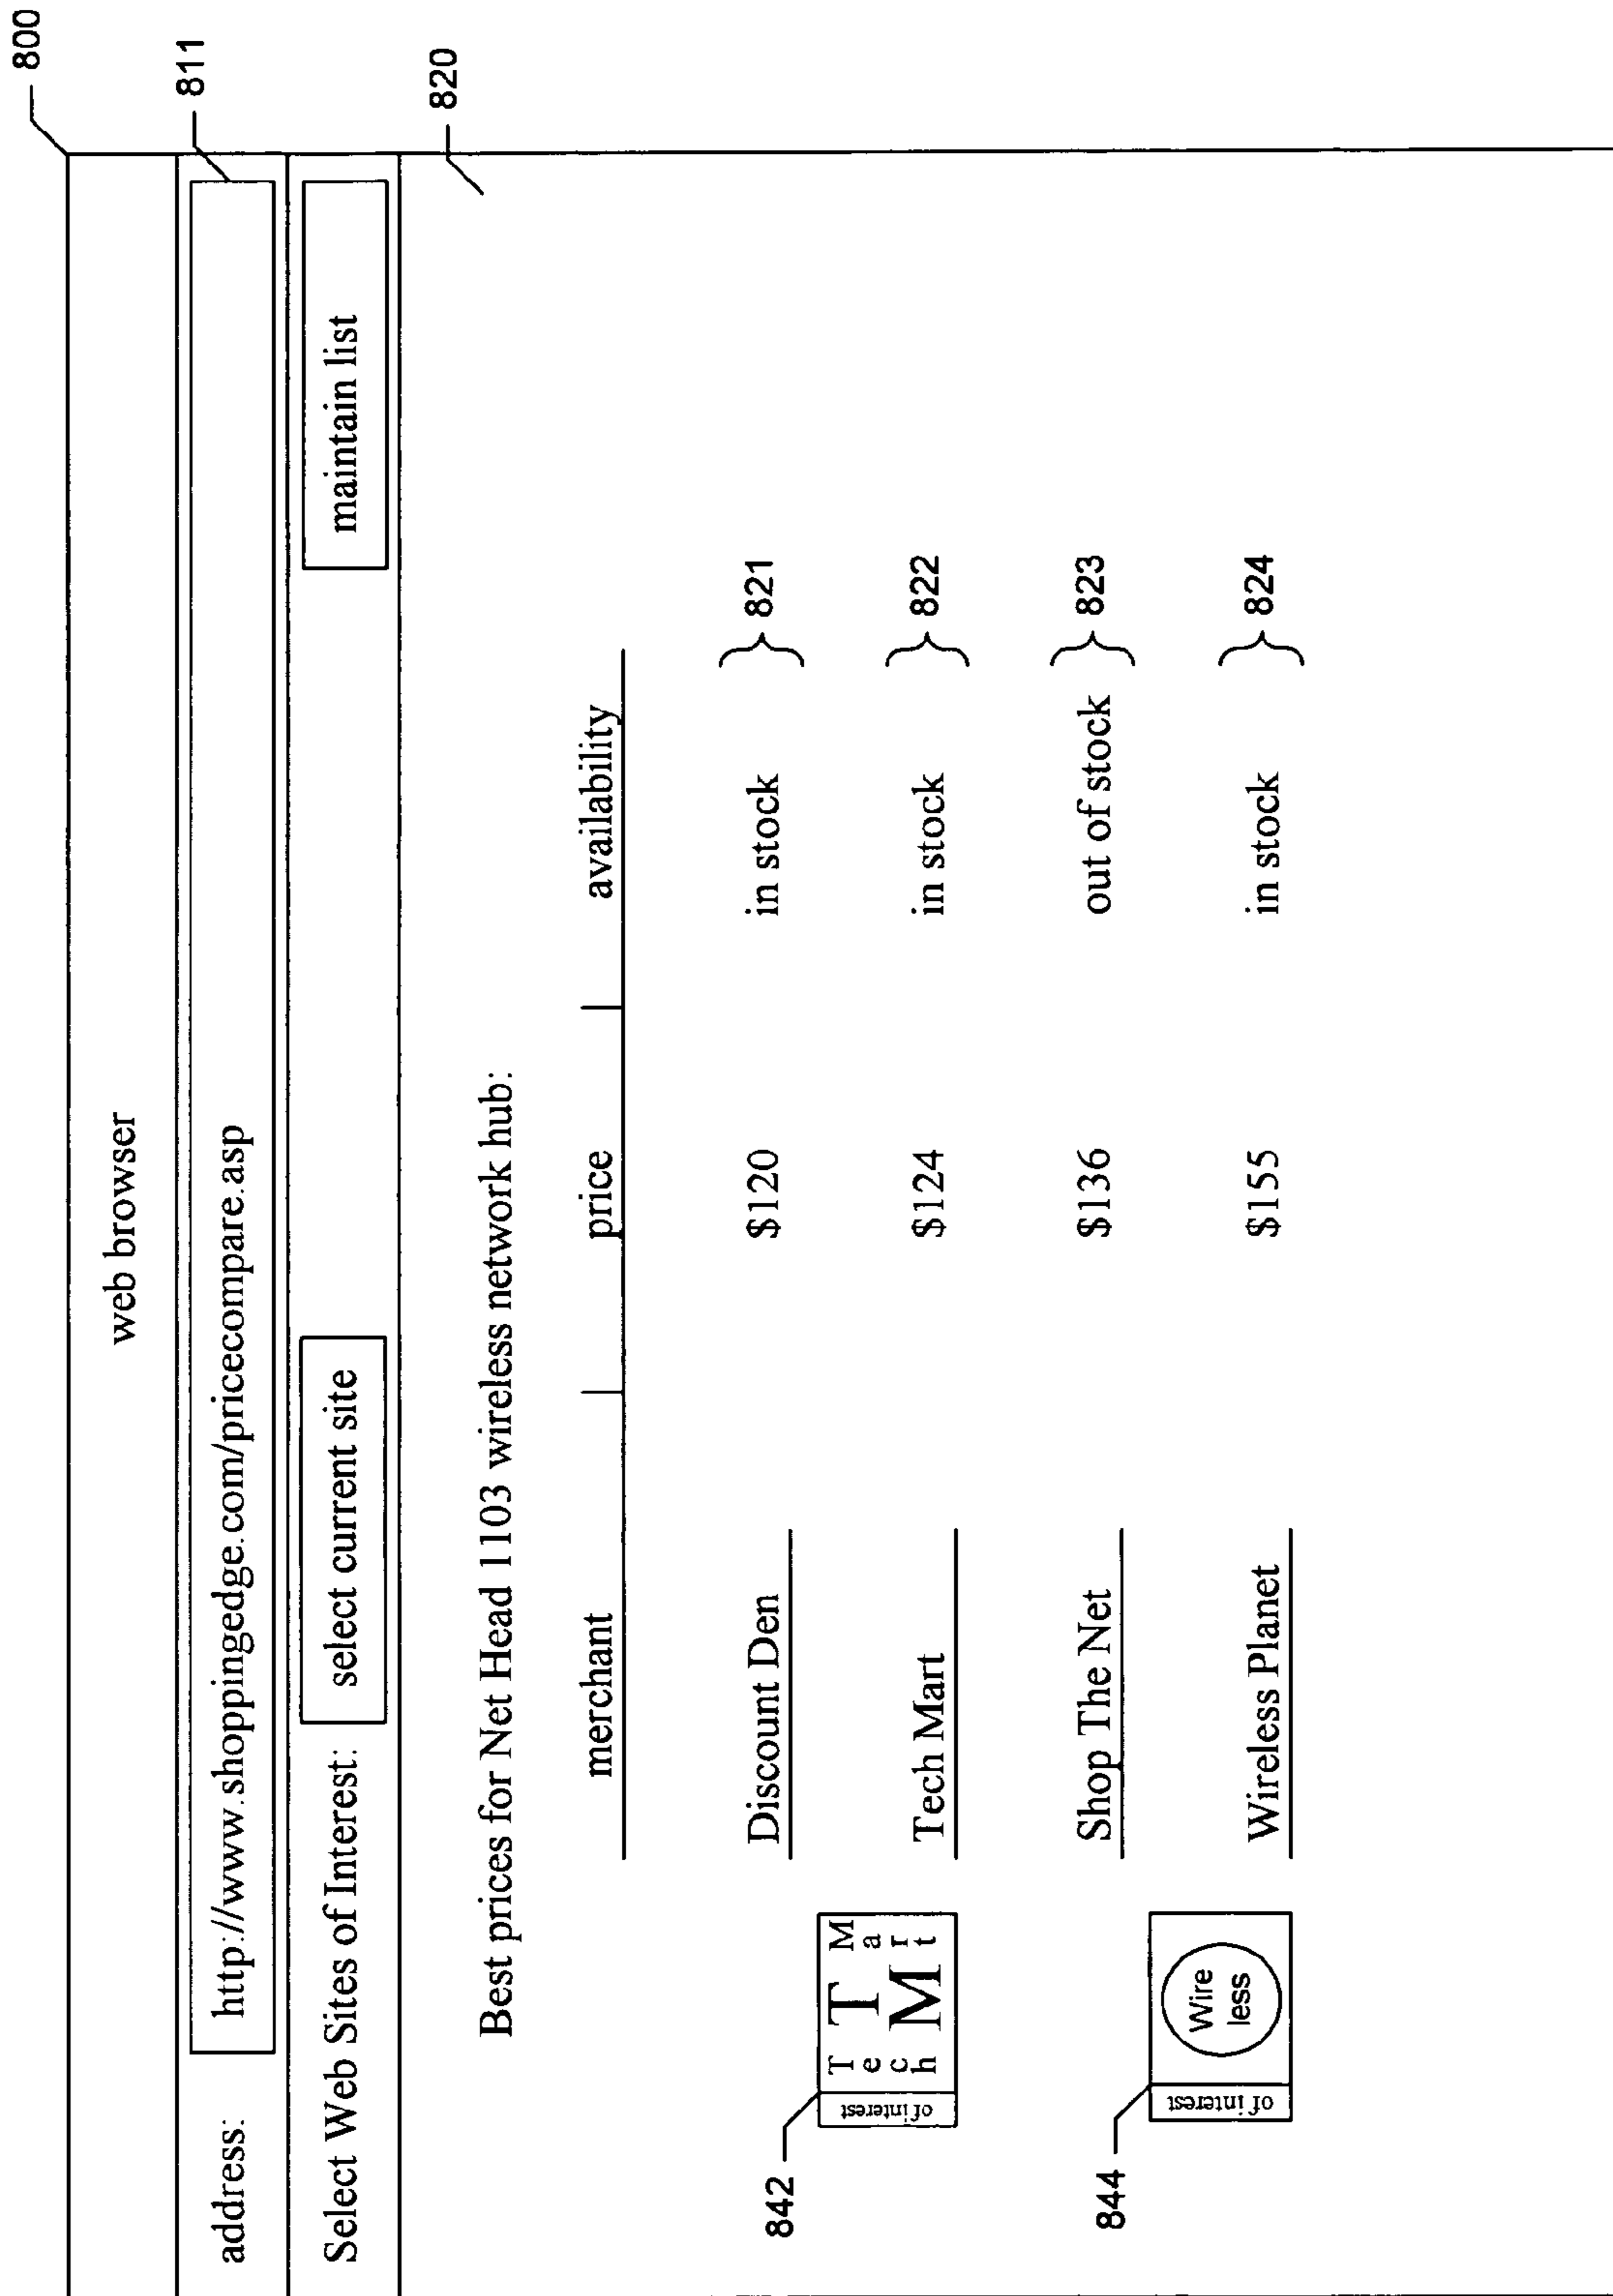 800
web browser
811
address: http://www.shoppingedge.com/pricecompare.asp
Select Web Sites of Interest: select current site maintain list
820
Best prices for Net Head 1103 wireless network hub:
merchant price availability
Discount Den $120 in stock 821
842
of interest
Tech
T
M
Mart
Tech Mart $124 in stock 822
Shop The Net $136 out of stock 823
844
of interest
Wire
less
Wireless Planet $155 in stock 824